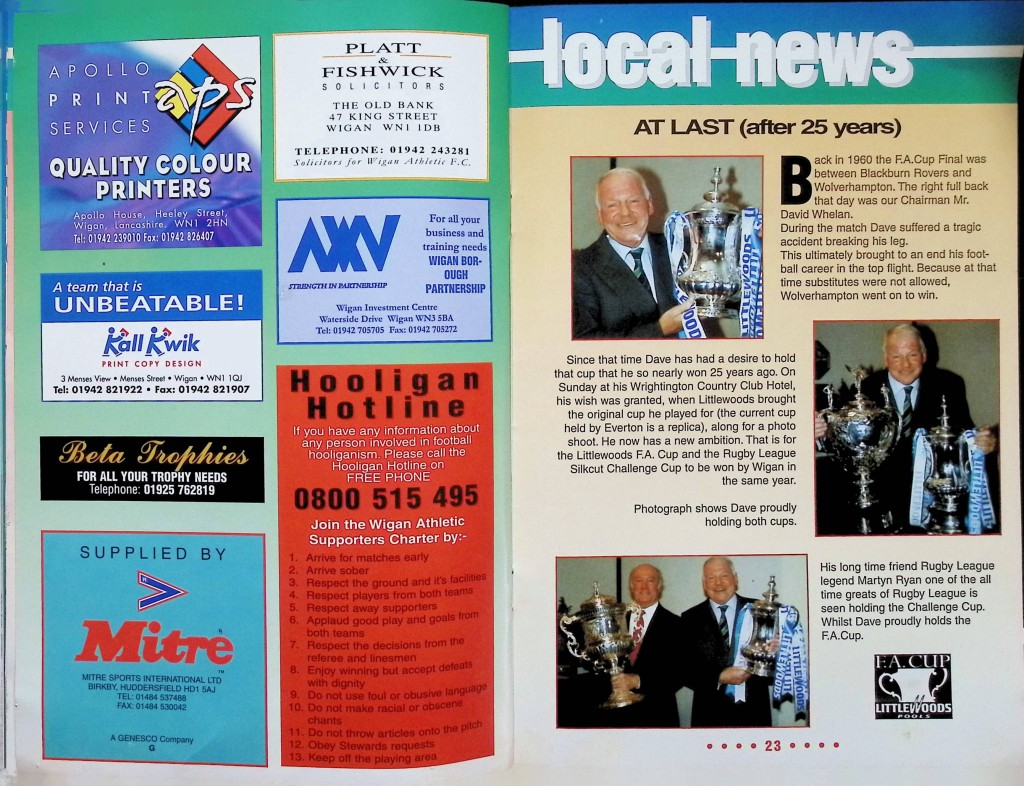 APOLLO
PRINT
SERVICES
aps
QUALITY COLOUR
PRINTERS
Apollo House, Heeley Street,
Wigan, Lancashire, WN1 2HN
Tel: 01942 239010 Fax: 01942 826407
A team that is
UNBEATABLE!
Kall Kwik
PRINT COPY DESIGN
3 Menses View • Menses Street • Wigan • WN1 1QJ
Tel: 01942 821922 • Fax: 01942 821907
Beta Trophies
FOR ALL YOUR TROPHY NEEDS
Telephone: 01925 762819
SUPPLIED BY
Mitre
MITRE SPORTS INTERNATIONAL LTD
BIRKBY, HUDDERSFIELD HD1 5AJ
TEL: 01484 537488
FAX: 01484 530042
A GENESCO Company
G
PLATT
&
FISHWICK
SOLICITORS
THE OLD BANK
47 KING STREET
WIGAN WN1 1DB
TELEPHONE: 01942 243281
Solicitors for Wigan Athletic F.C.
STRENGTH IN PARTNERSHIP
For all your
business and
training needs
WIGAN BOR-
OUGH
PARTNERSHIP
Wigan Investment Centre
Waterside Drive Wigan WN3 5BA
Tel: 01942 705705 Fax: 01942 705272
Hooligan
Hotline
If you have any information about
any person involved in football
hooliganism. Please call the
Hooligan Hotline on
FREE PHONE
0800 515 495
Join the Wigan Athletic
Supporters Charter by:-
1. Arrive for matches early
2. Arrive sober
3. Respect the ground and it's facilities
4. Respect players from both teams
5. Respect away supporters
6. Applaud good play and goals from
both teams
7. Respect the decisions from the
referee and linesmen
8. Enjoy winning but accept defeats
with dignity
9. Do not use foul or obusive language
10. Do not make racial or obscene
chants
11. Do not throw articles onto the pitch
12. Obey Stewards requests
13. Keep off the playing area
local news
AT LAST (after 25 years)
Back in 1960 the F.A.Cup Final was
between Blackburn Rovers and
Wolverhampton. The right full back
that day was our Chairman Mr.
David Whelan.
During the match Dave suffered a tragic
accident breaking his leg.
This ultimately brought to an end his foot-
ball career in the top flight. Because at that
time substitutes were not allowed,
Wolverhampton went on to win.
LITTLEWOODS
Since that time Dave has had a desire to hold
that cup that he so nearly won 25 years ago. On
Sunday at his Wrightington Country Club Hotel,
his wish was granted, when Littlewoods brought
the original cup he played for (the current cup
held by Everton is a replica), along for a photo
shoot. He now has a new ambition. That is for
the Littlewoods F.A. Cup and the Rugby League
Silkcut Challenge Cup to be won by Wigan in
the same year.
Photograph shows Dave proudly
holding both cups.
LITTLEWOODS
His long time friend Rugby League
legend Martyn Ryan one of the all
time greats of Rugby League is
seen holding the Challenge Cup.
Whilst Dave proudly holds the
F.A.Cup.
LITTLEWOODS
F.A. CUP
LITTLEWOODS
POOLS
• • • • 23 • • • •